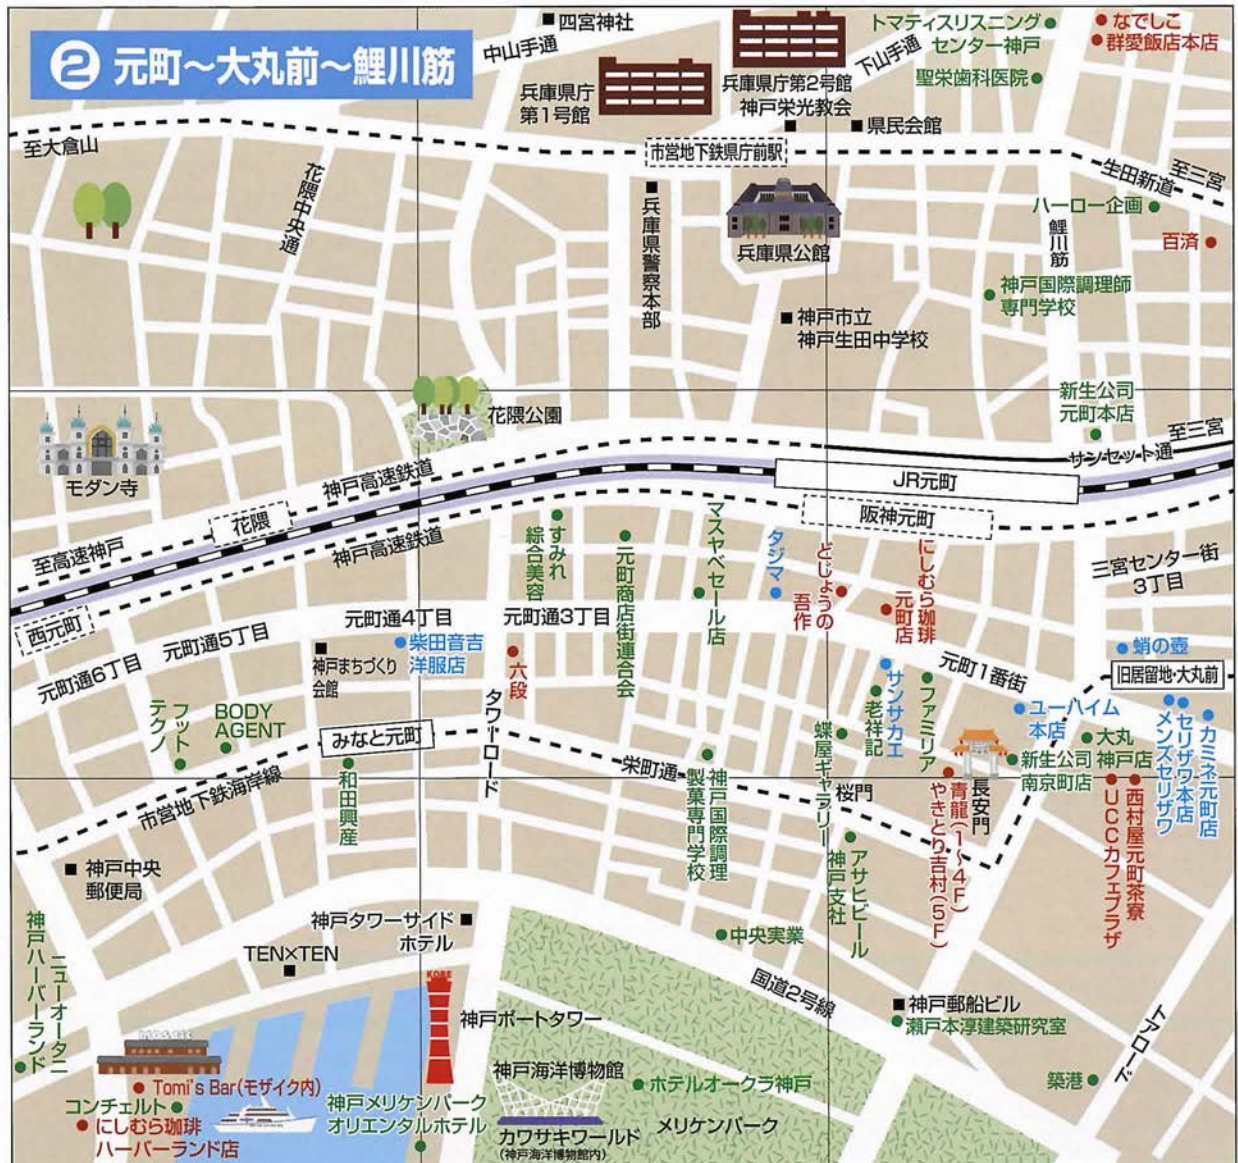 ② 元町～大丸前～鯉川筋
四宮神社
中山手通
兵庫県庁
第1号館
兵庫県庁第2号館
神戸栄光教会
下山手通
県民会館
トマティスリスニング
センター神戸
聖栄歯科医院
なでしこ
群愛飯店本店
至大倉山
市営地下鉄県庁前駅
生田新道
至三宮
花隈中央通
兵庫県警察本部
兵庫県公館
ハーロー企画
鯉川筋
百済
神戸国際調理師
専門学校
神戸市立
神戸生田中学校
新生公司
元町本店
花隈公園
モダン寺
至三宮
サンセット通
神戸高速鉄道
JR元町
花隈
阪神元町
至高速神戸
神戸高速鉄道
すみれ
綜合美容
元町商店街連合会
マスヤベセール店
タジマ
どじょうの
吾作
にしむら珈琲
元町店
三宮センター街
3丁目
西元町
元町通6丁目
元町通5丁目
元町通4丁目
元町通3丁目
神戸まちづくり
会館
柴田音吉
洋服店
六段
元町1番街
蛸の壺
旧居留地・大丸前
フット
テクノ
BODY
AGENT
みなと元町
タワーロード
栄町通
サンサカエ
老祥記
ファミリア
蝶屋ギャラリー
ユーハイム
本店
大丸
神戸店
新生公司
南京町店
カミネ元町店
セリザワ本店
メンズセリザワ
市営地下鉄海岸線
和田興産
神戸国際調理
製菓専門学校
桜門
長安門
青龍(1～4F)
やきとり吉村(5F)
西村屋元町茶寮
UCCカフェプラザ
アサヒビール
神戸支社
神戸中央
郵便局
神戸タワーサイド
ホテル
TEN×TEN
中央実業
国道2号線
ニューオータニ
神戸ハーバーランド
KOBE
神戸ポートタワー
神戸郵船ビル
瀬戸本淳建築研究室
トアロード
築港
MOSAIC
Tomi's Bar(モザイク内)
コンチェルト
にしむら珈琲
ハーバーランド店
神戸メリケンパーク
オリエンタルホテル
神戸海洋博物館
カワサキワールド
(神戸海洋博物館内)
ホテルオークラ神戸
メリケンパーク